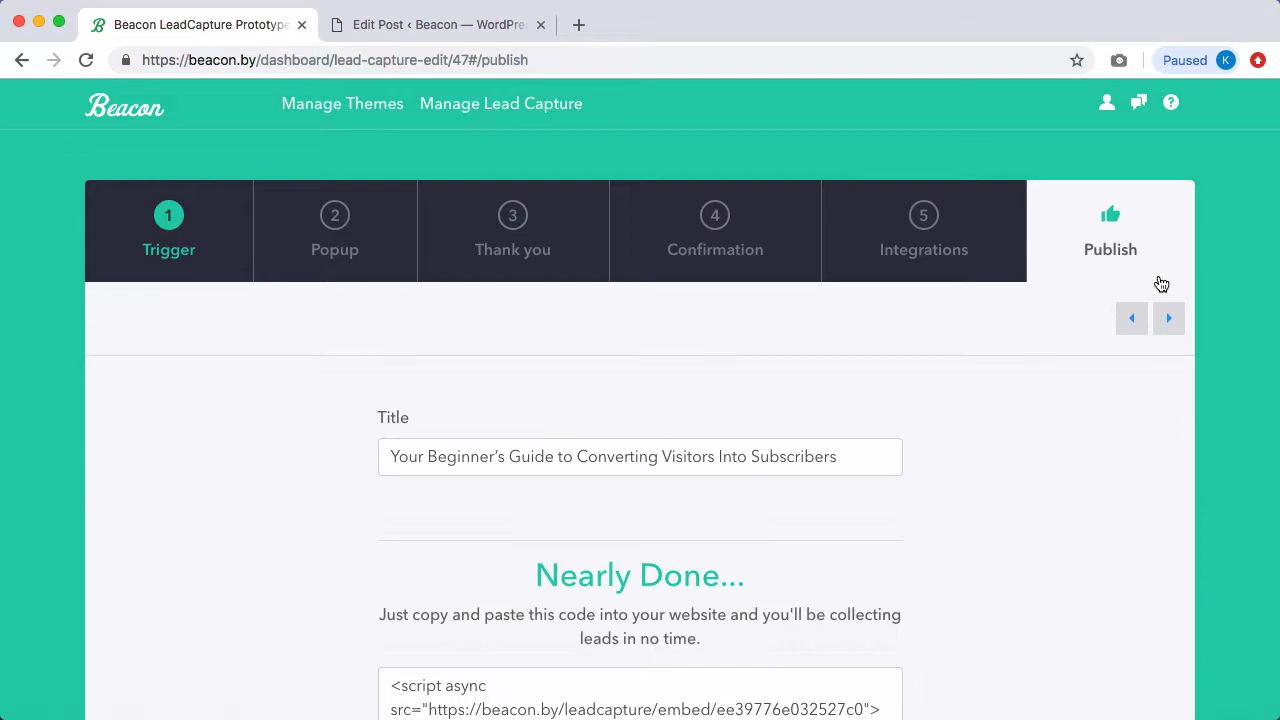 Beacon LeadCapture Prototype
Edit Post ‹ Beacon — WordPre
https://beacon.by/dashboard/lead-capture-edit/47#/publish
Paused
K
Beacon
Manage Themes
Manage Lead Capture
1
Trigger
2
Popup
3
Thank you
4
Confirmation
5
Integrations
Publish
Title
Your Beginner’s Guide to Converting Visitors Into Subscribers
Nearly Done...
Just copy and paste this code into your website and you'll be collecting
leads in no time.
<script async
src="https://beacon.by/leadcapture/embed/ee39776e032527c0">